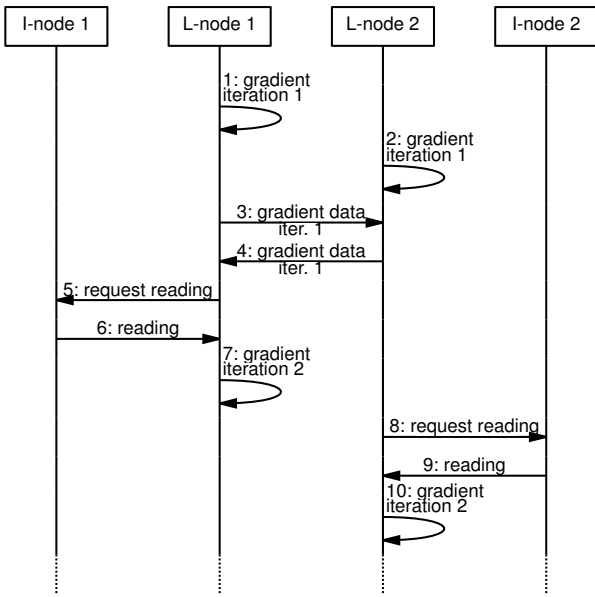 I-node 1
L-node 1
L-node 2
I-node 2
1: gradient
iteration 1
2: gradient
iteration 1
3: gradient data
iter. 1
4: gradient data
iter. 1
5: request reading
6: reading
7: gradient
iteration 2
8: request reading
9: reading
10: gradient
iteration 2